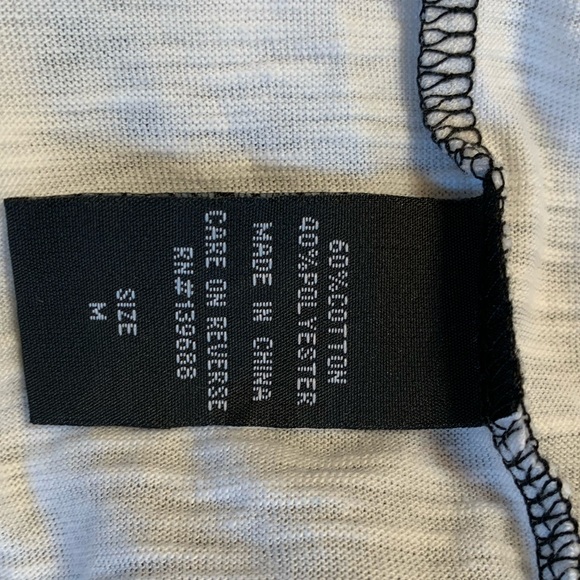 60%COTTON
40%POLYESTER
MADE IN CHINA
CARE ON REVERSE
RN#139688
SIZE
M